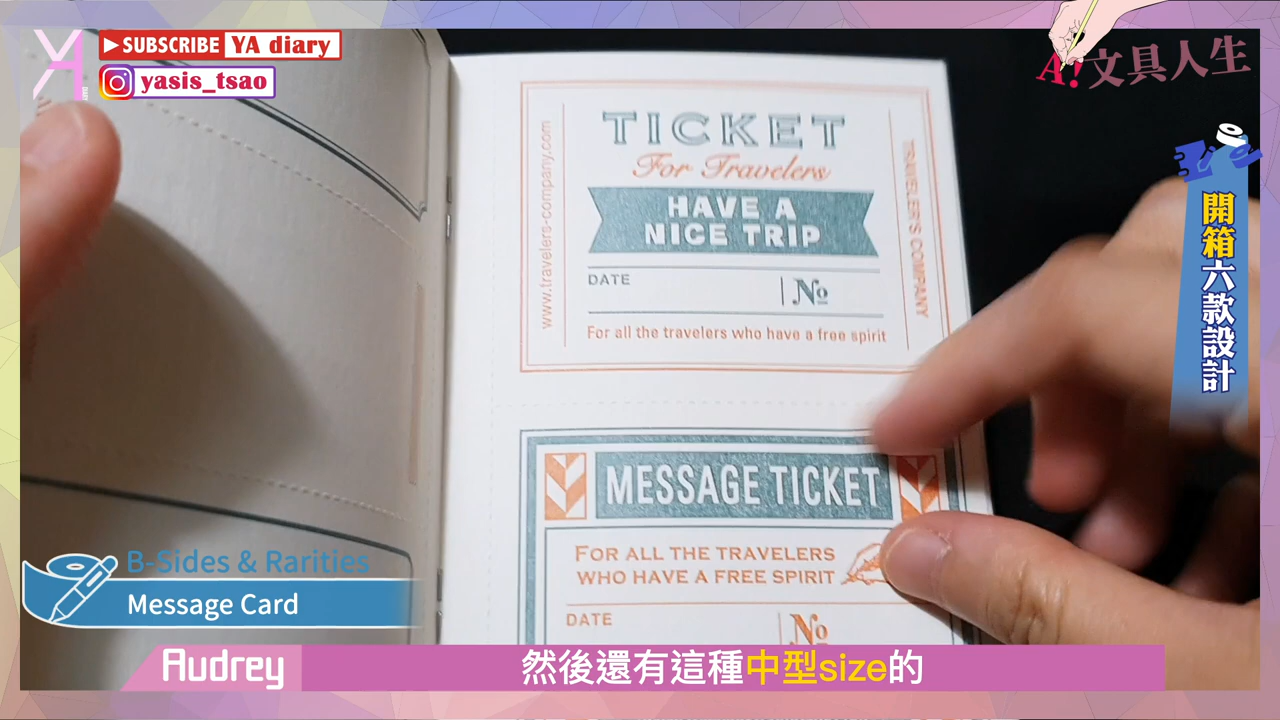 YA
DIARY
SUBSCRIBE YA diary
yasis_tsao
A!文具人生
開箱六款設計
TICKET
For Travelers
HAVE A
NICE TRIP
DATE
No
For all the travelers who have a free spirit
www.travelers-company.com
TRAVELER'S COMPANY
MESSAGE TICKET
FOR ALL THE TRAVELERS
WHO HAVE A FREE SPIRIT
DATE
No
B-Sides & Rarities
Message Card
Audrey
然後還有這種中型size的